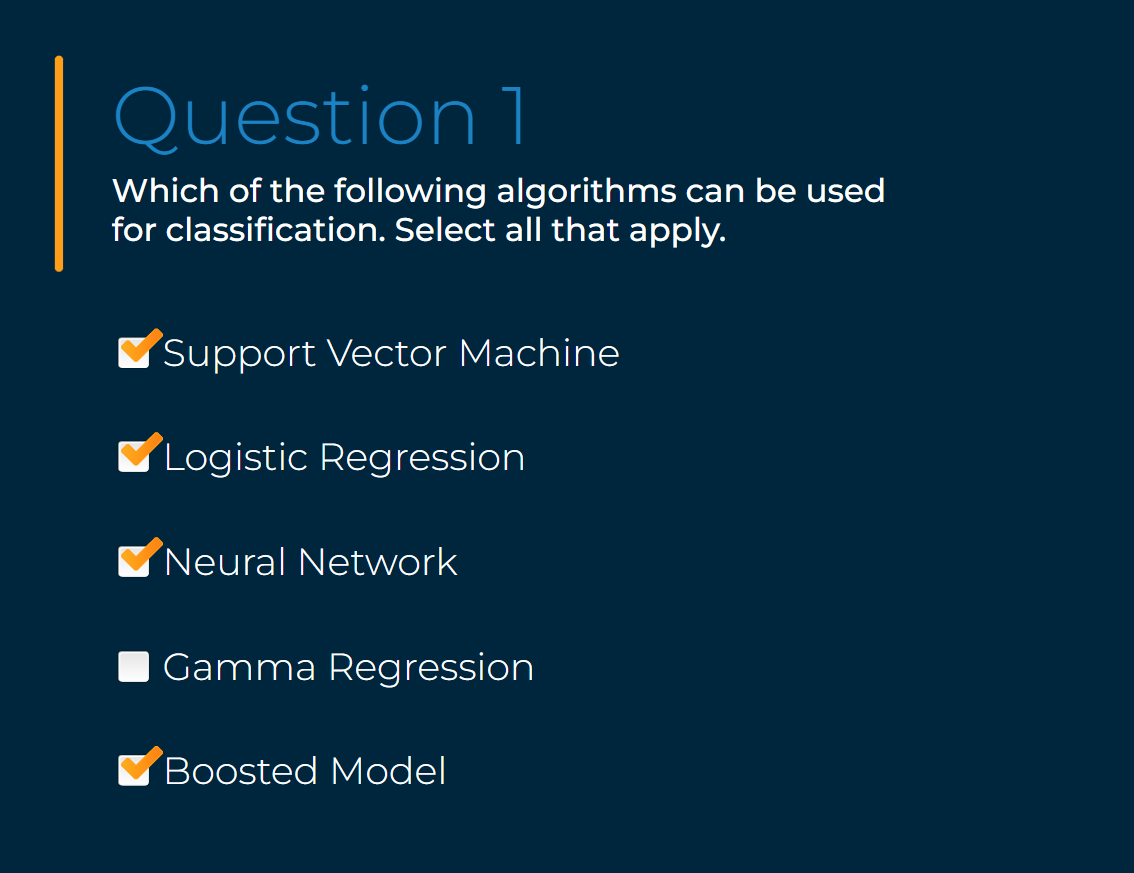 Question 1
Which of the following algorithms can be used
for classification. Select all that apply.
Support Vector Machine
Logistic Regression
Neural Network
Gamma Regression
Boosted Model